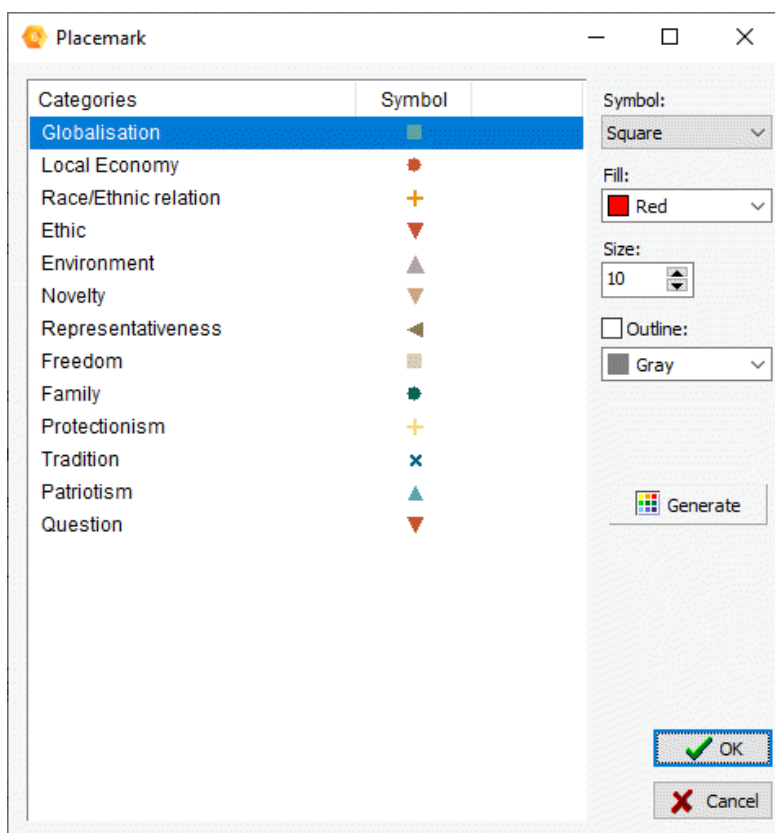 Placemark
Categories Symbol
Globalisation
Local Economy
Race/Ethnic relation
Ethic
Environment
Novelty
Representativeness
Freedom
Family
Protectionism
Tradition
Patriotism
Question
Symbol:
Square
Fill:
Red
Size:
10
Outline:
Gray
Generate
OK
Cancel